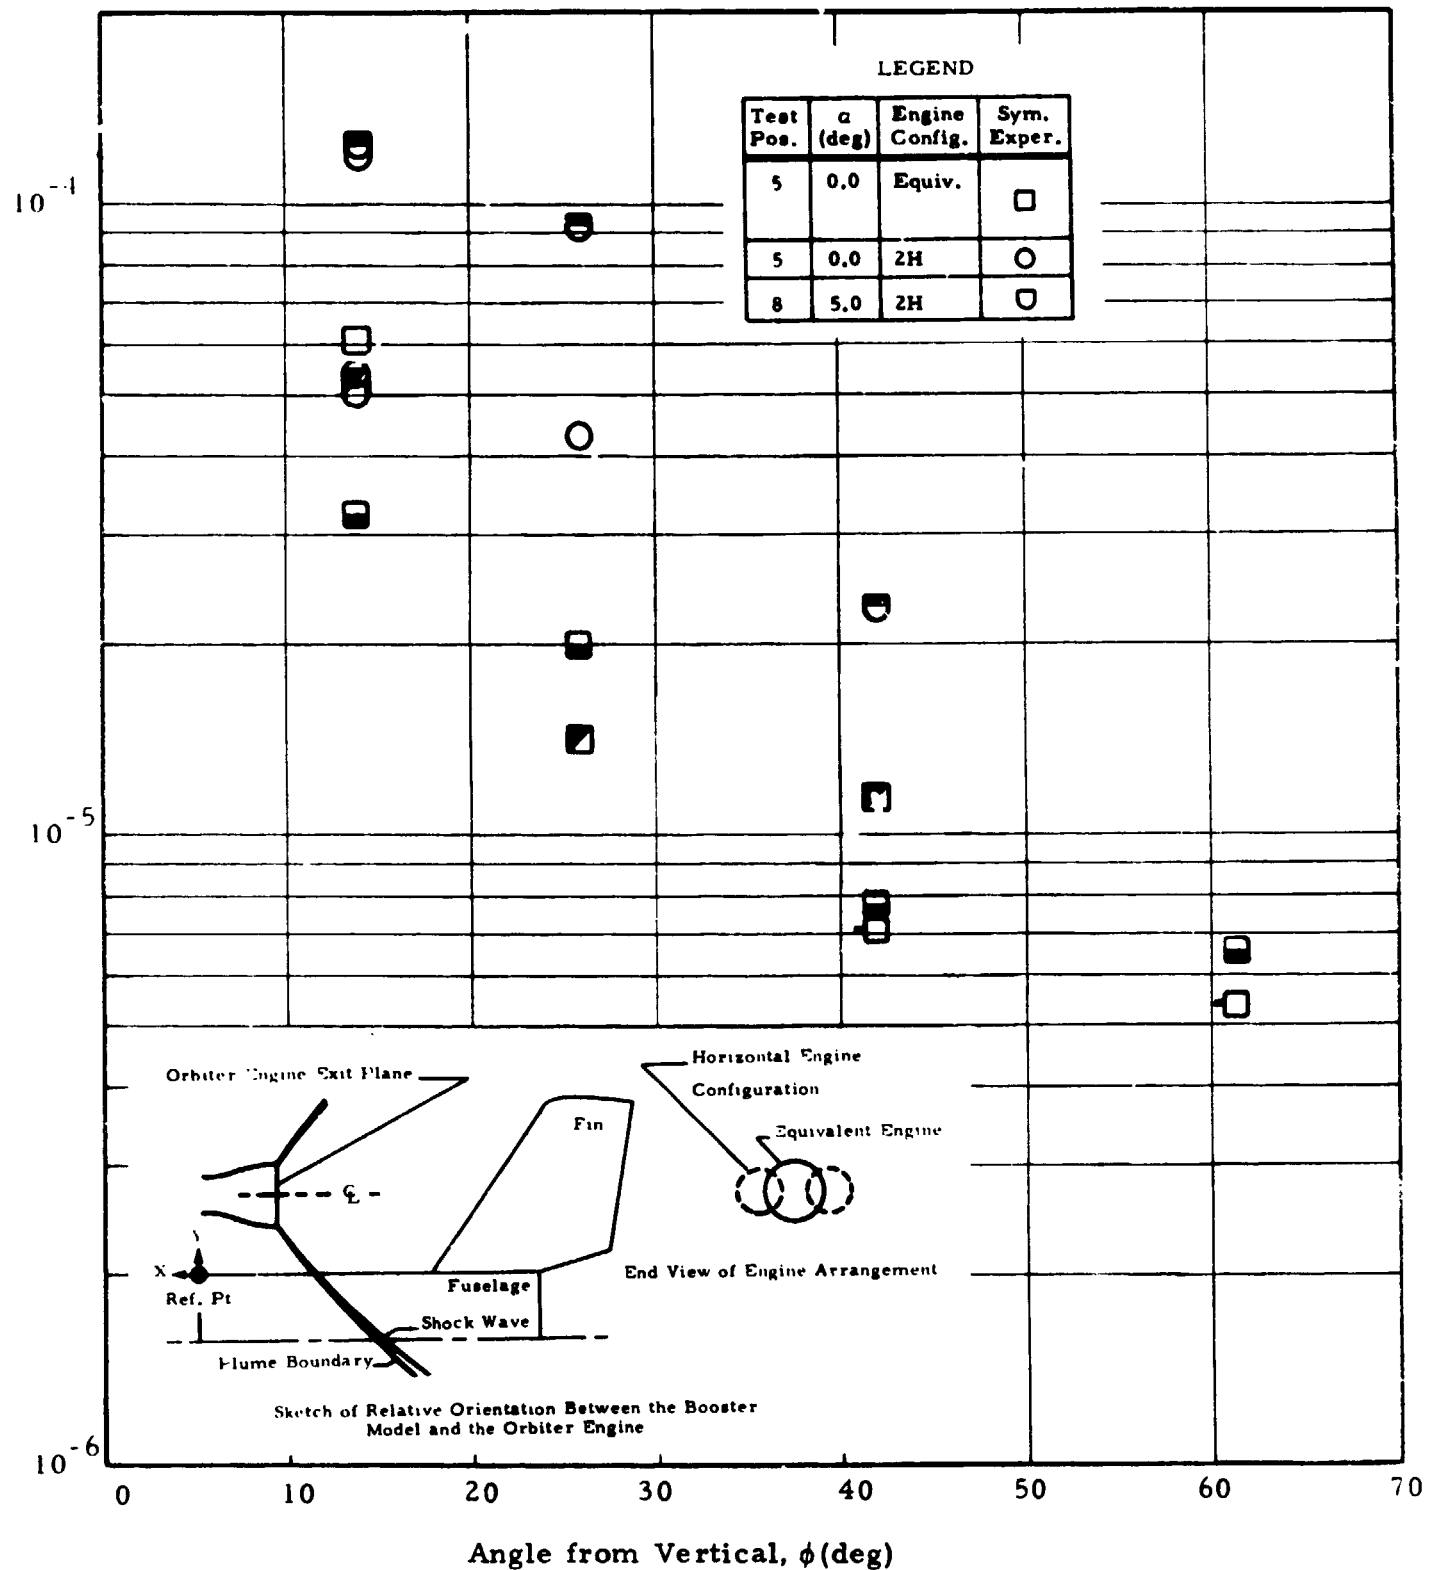 LEGEND
Test Pos. α (deg) Engine Config. Sym. Exper.
5 0.0 Equiv.
5 0.0 2H
8 5.0 2H
10⁻⁴
10⁻⁵
10⁻⁶
Horizontal Engine
Configuration
Orbiter Engine Exit Plane
Fin
Equivalent Engine
℄
X
Ref. Pt
Fuselage
End View of Engine Arrangement
Shock Wave
Plume Boundary
Sketch of Relative Orientation Between the Booster
Model and the Orbiter Engine
0 10 20 30 40 50 60 70
Angle from Vertical, ϕ(deg)